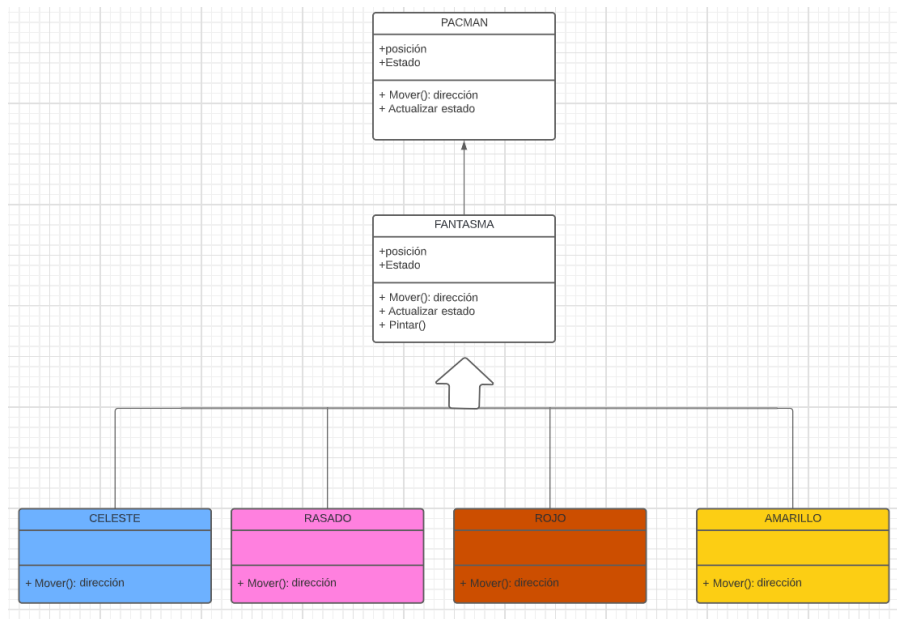 PACMAN
+posición
+Estado
+ Mover(): dirección
+ Actualizar estado
FANTASMA
+posición
+Estado
+ Mover(): dirección
+ Actualizar estado
+ Pintar()
CELESTE
+ Mover(): dirección
RASADO
+ Mover(): dirección
ROJO
+ Mover(): dirección
AMARILLO
+ Mover(): dirección